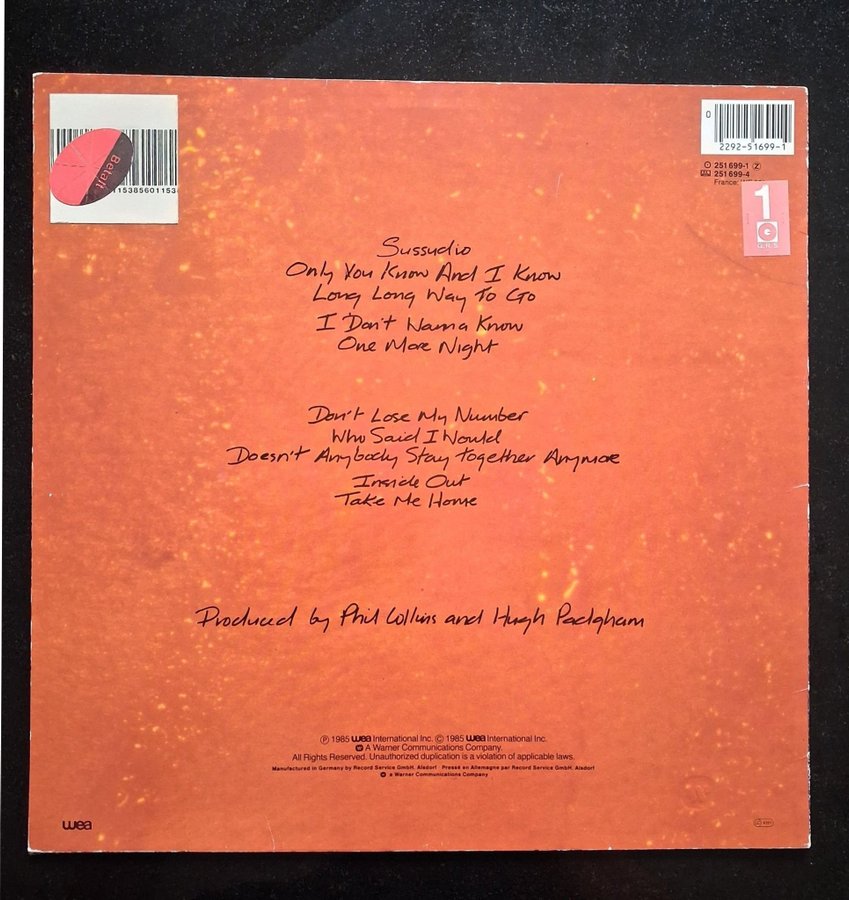 Betalt
115385601153
0
2292-51699-1
251 699-1 Z
251 699-4
France:
1
G.R.S.
Sussudio
Only You Know And I Know
Long Long Way To Go
I Don't Wanna Know
One More Night
Don't Lose My Number
Who Said I Would
Doesn't Anybody Stay Together Anymore
Inside Out
Take Me Home
Produced by Phil Collins and Hugh Padgham
Ⓟ 1985 wea International Inc. © 1985 wea International Inc.
A Warner Communications Company.
All Rights Reserved. Unauthorized duplication is a violation of applicable laws.
Manufactured in Germany by Record Service GmbH. Alsdorf Pressé en Allemagne par Record Service GmbH. Alsdorf
a Warner Communications Company
wea